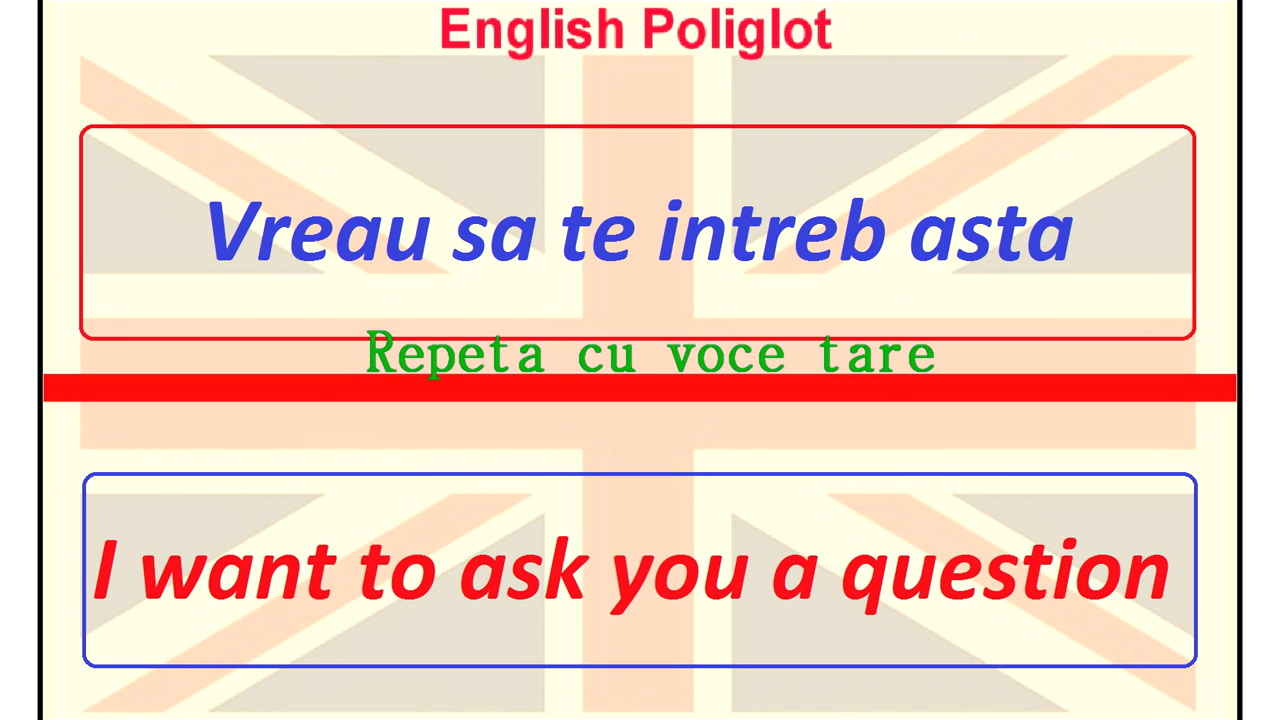 English Poliglot
Vreau sa te intreb asta
Repeta cu voce tare
I want to ask you a question